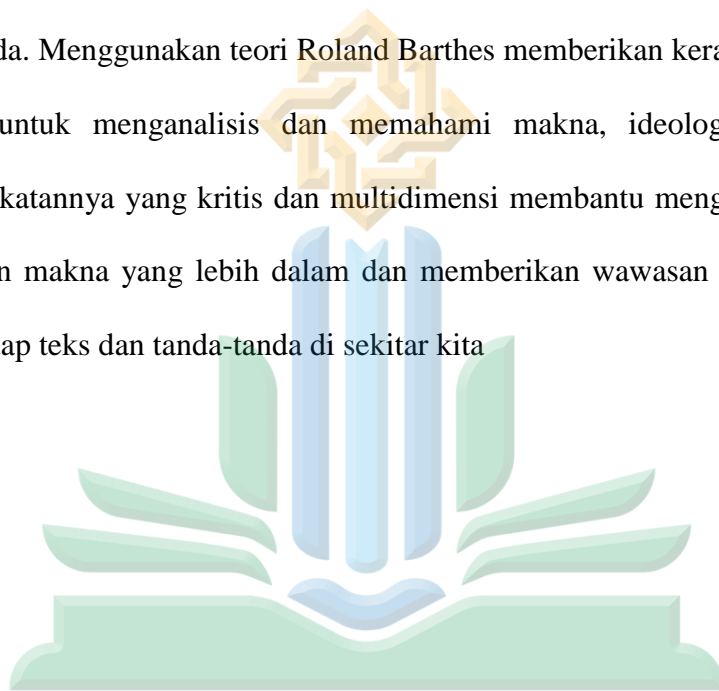 da. Menggunakan teori Roland Barthes memberikan kera
untuk menganalisis dan memahami makna, ideolog
katannya yang kritis dan multidimensi membantu meng
n makna yang lebih dalam dan memberikan wawasan
ap teks dan tanda-tanda di sekitar kita